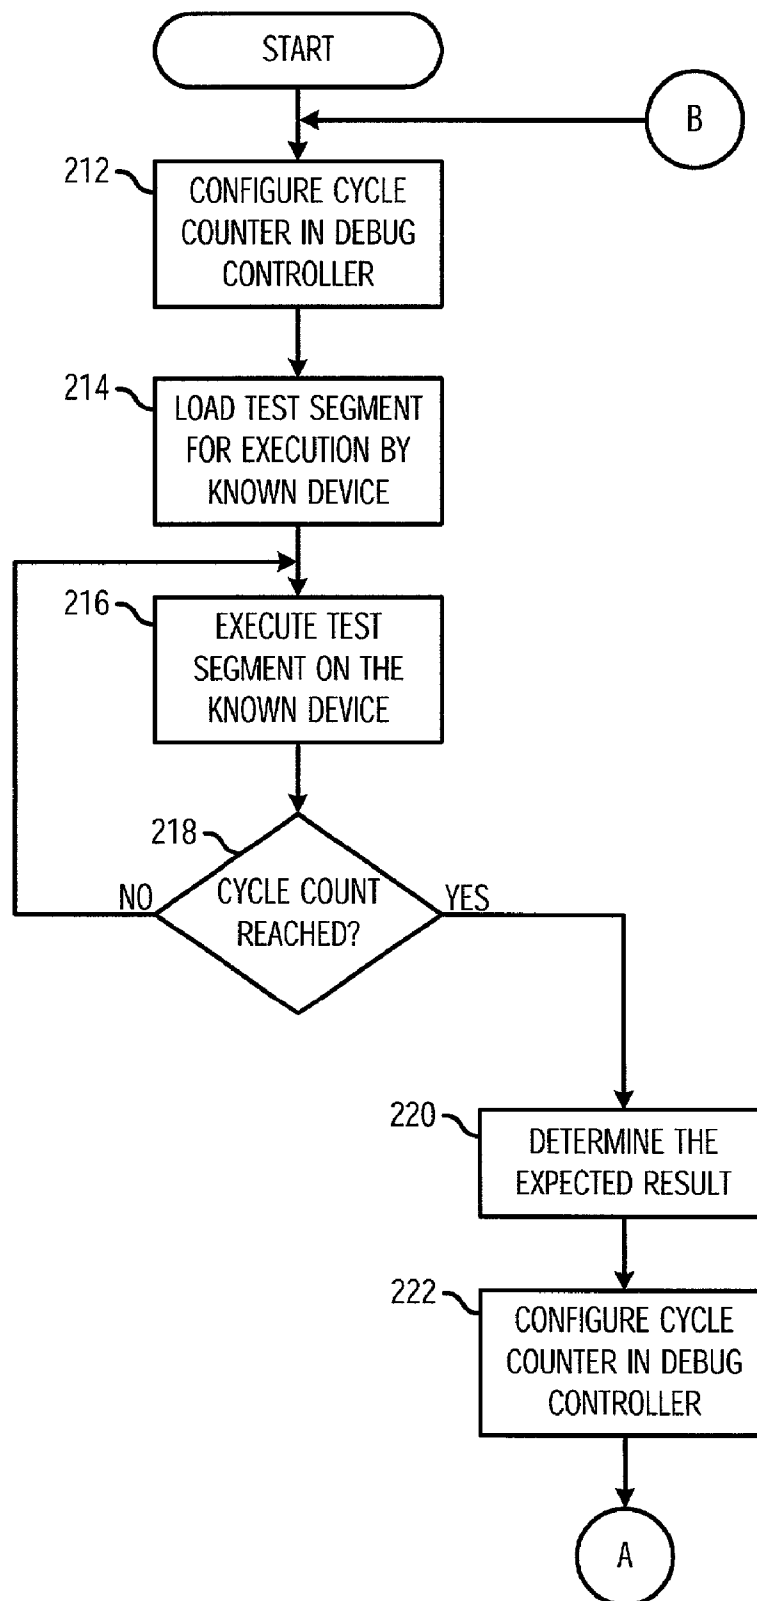 START
B
212
CONFIGURE CYCLE
COUNTER IN DEBUG
CONTROLLER
214
LOAD TEST SEGMENT
FOR EXECUTION BY
KNOWN DEVICE
216
EXECUTE TEST
SEGMENT ON THE
KNOWN DEVICE
218
CYCLE COUNT
REACHED?
NO
YES
220
DETERMINE THE
EXPECTED RESULT
222
CONFIGURE CYCLE
COUNTER IN DEBUG
CONTROLLER
A